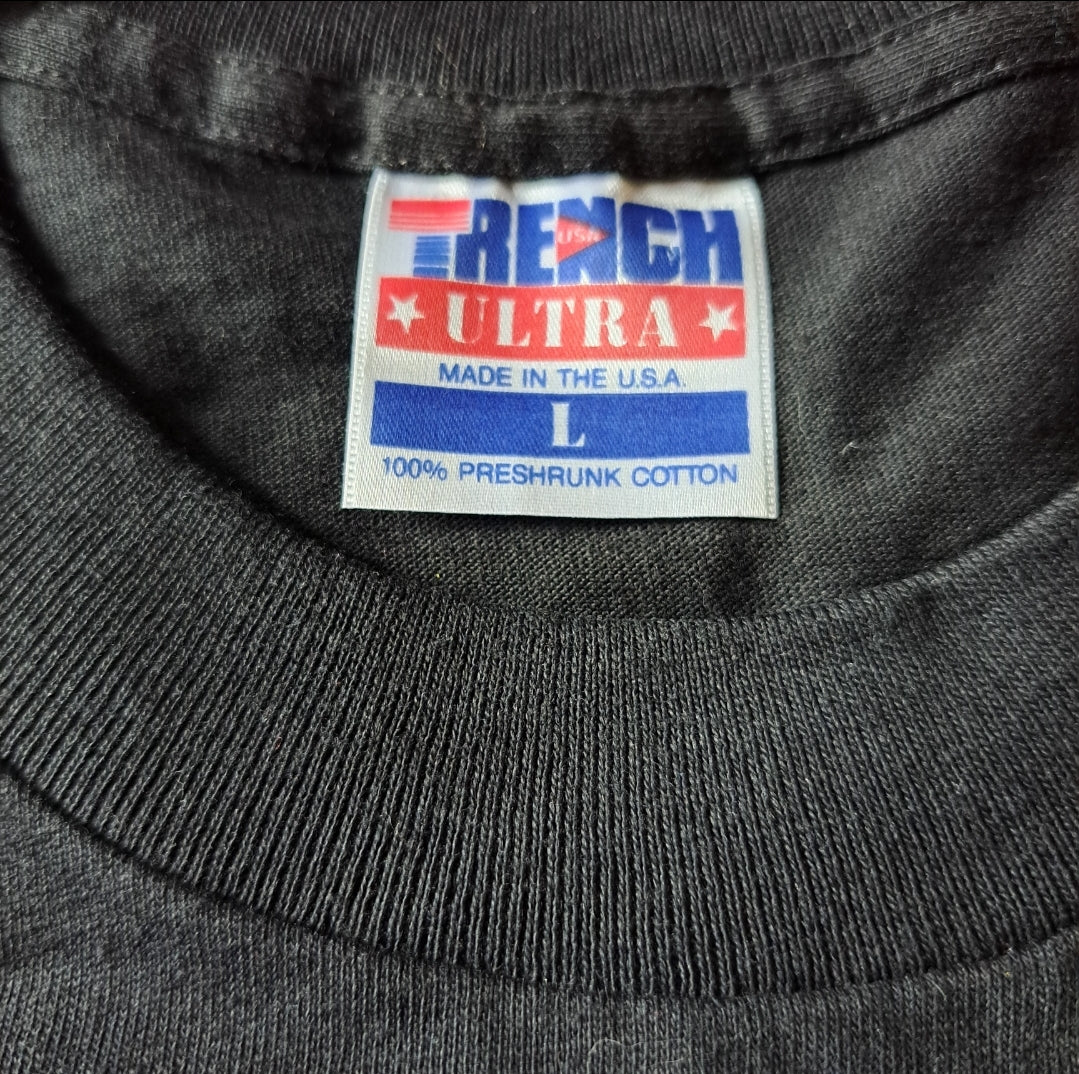 TRENCH
USA
ULTRA
MADE IN THE U.S.A.
L
100% PRESHRUNK COTTON